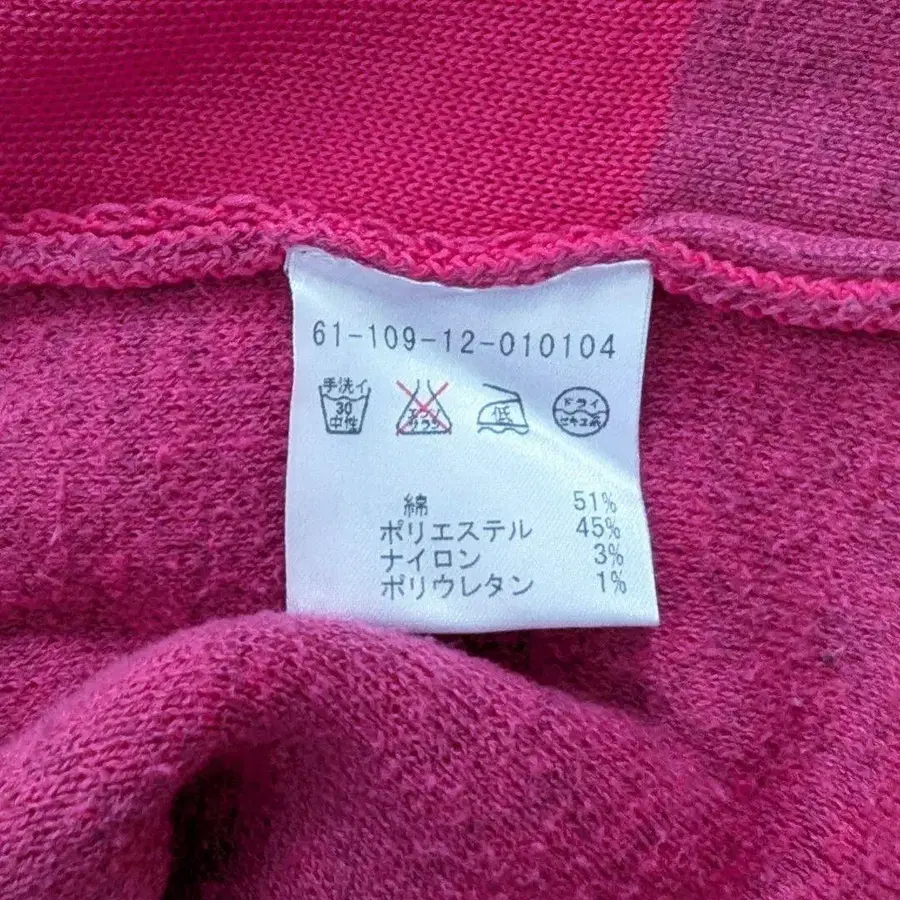 61-109-12-010104
手洗イ
30
中性
エンソ
サラシ
低
ドライ
セキユ系
綿 51%
ポリエステル 45%
ナイロン 3%
ポリウレタン 1%